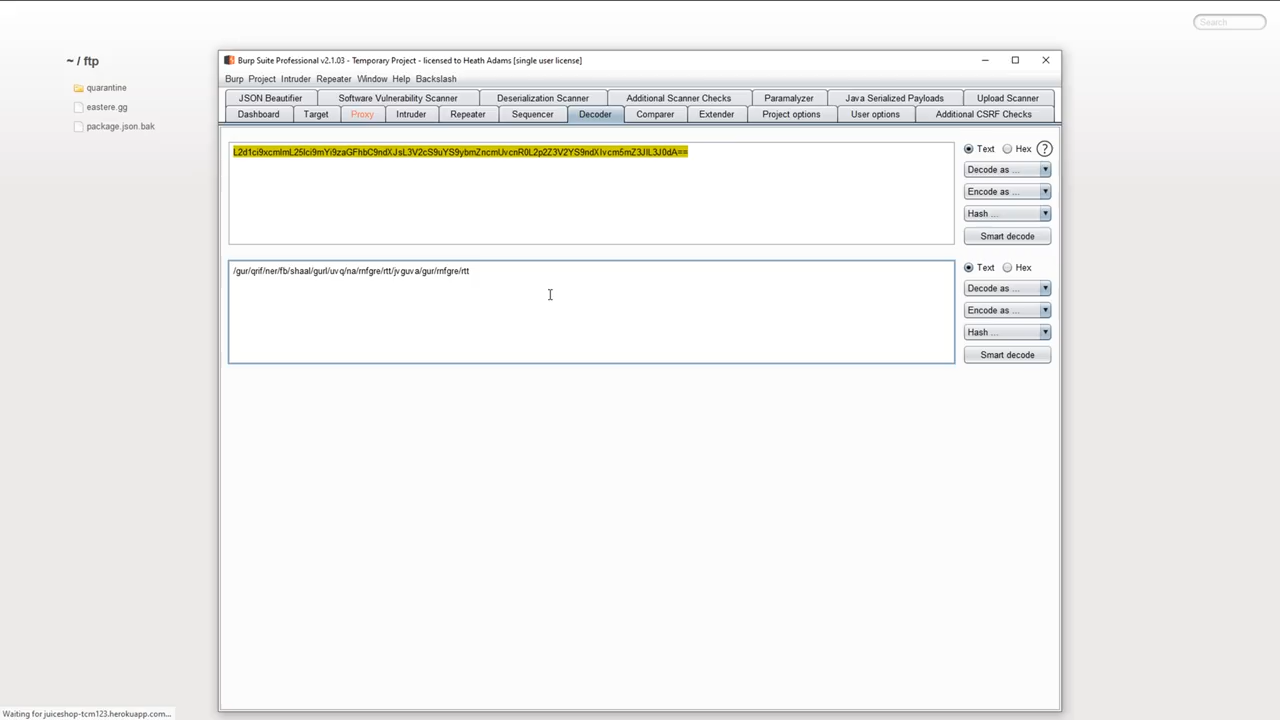 Search
~ / ftp
quarantine
eastere.gg
package.json.bak
Burp Suite Professional v2.1.03 - Temporary Project - licensed to Heath Adams [single user license]
Burp Project Intruder Repeater Window Help Backslash
JSON Beautifier Software Vulnerability Scanner Deserialization Scanner Additional Scanner Checks Paramalyzer Java Serialized Payloads Upload Scanner
Dashboard Target Proxy Intruder Repeater Sequencer Decoder Comparer Extender Project options User options Additional CSRF Checks
L2d1ci9xcmlmL25lci9mYi9zaGFhbC9ndXJsL3V2cS9uYS9ybmZncmUvcnR0L2p2Z3V2YS9ndXIvcm5mZ3JlL3J0dA==
Text Hex ?
Decode as ...
Encode as ...
Hash ...
Smart decode
/gur/qrif/ner/fb/shaal/gurl/uvq/na/rnfgre/rtt/jvguva/gur/rnfgre/rtt
Text Hex
Decode as ...
Encode as ...
Hash ...
Smart decode
Waiting for juiceshop-tcm123.herokuapp.com...